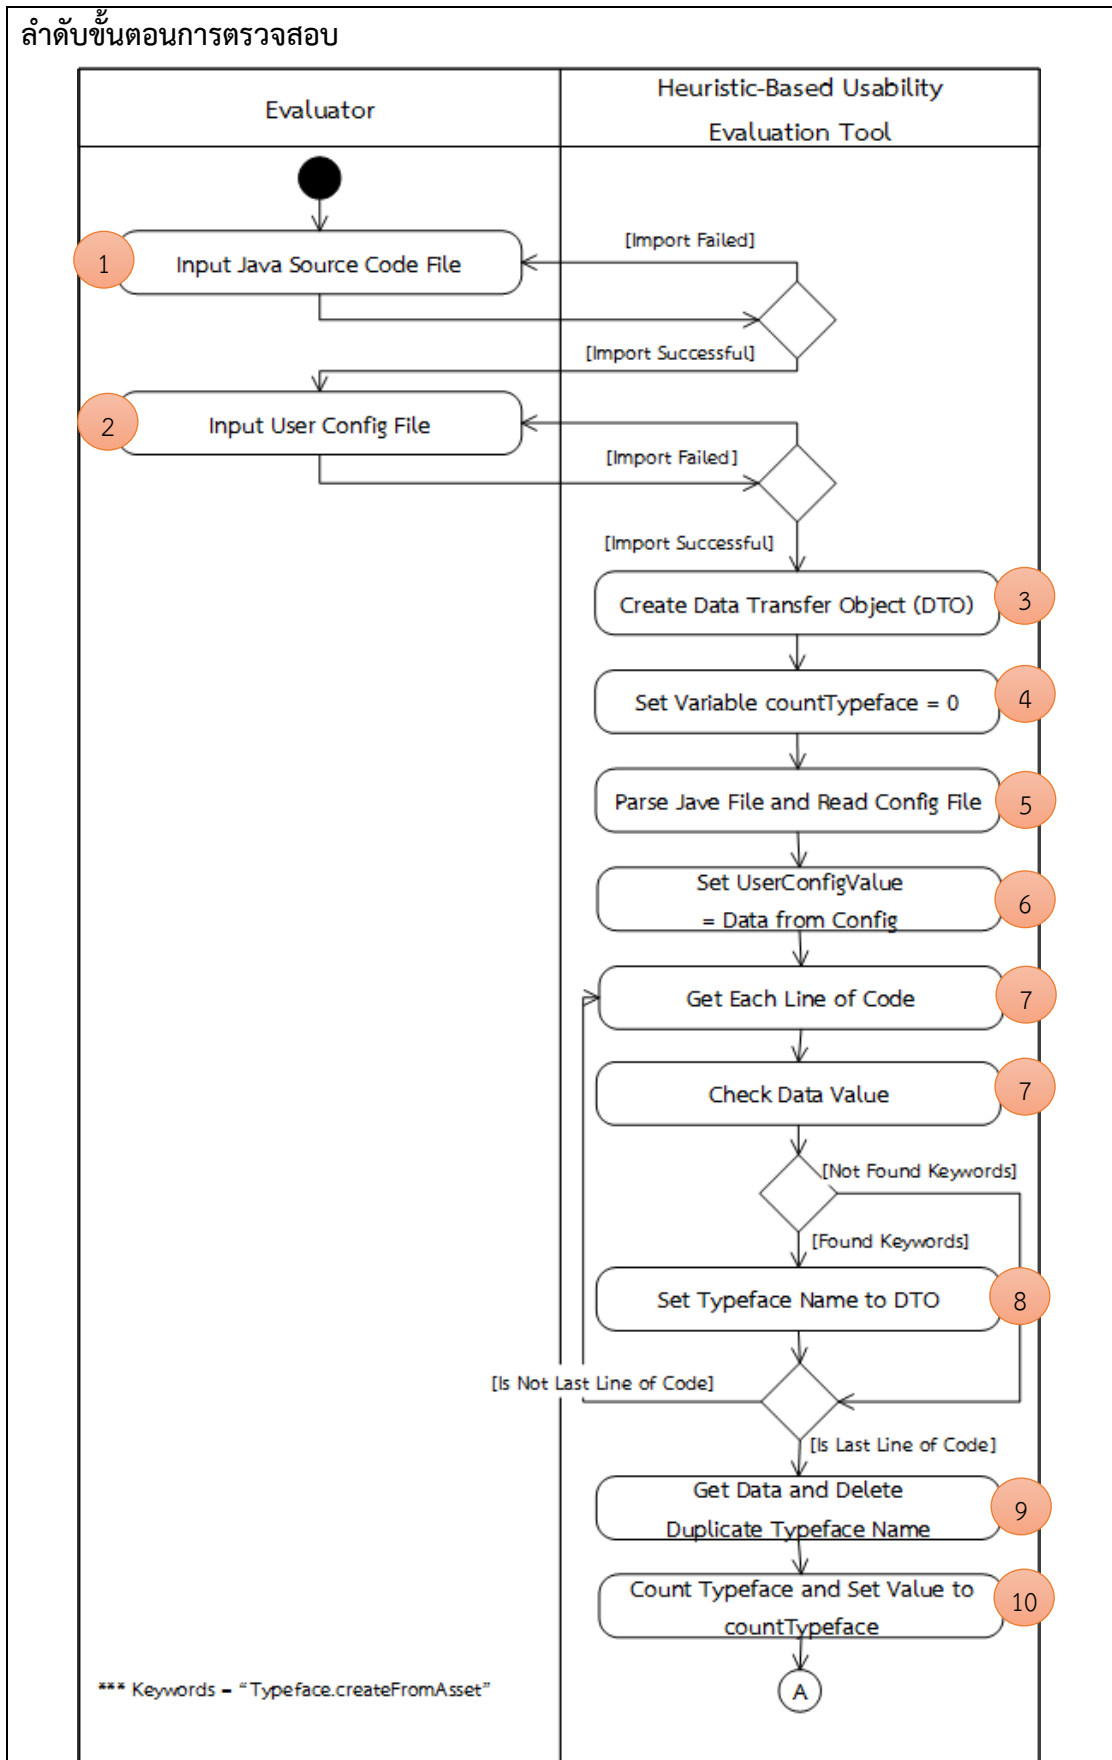 ลำดับขั้นตอนการตรวจสอบ
Evaluator
Heuristic-Based Usability
Evaluation Tool
[Import Failed]
1
Input Java Source Code File
[Import Successful]
2
Input User Config File
[Import Failed]
[Import Successful]
Create Data Transfer Object (DTO)
3
Set Variable countTypeface = 0
4
Parse Jave File and Read Config File
5
Set UserConfigValue
= Data from Config
6
Get Each Line of Code
7
Check Data Value
7
[Not Found Keywords]
[Found Keywords]
Set Typeface Name to DTO
8
[Is Not Last Line of Code]
[Is Last Line of Code]
Get Data and Delete
Duplicate Typeface Name
9
Count Typeface and Set Value to
countTypeface
10
A
*** Keywords = “Typeface.createFromAsset”